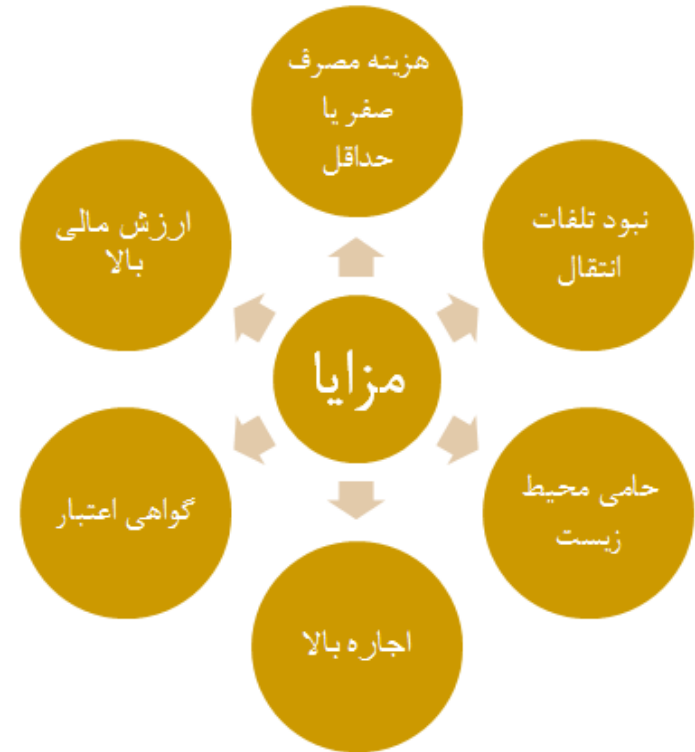 هزینه مصرف
صفر یا
حداقل
نبود تلفات
انتقال
حامی محیط
زیست
اجاره بالا
گواهی اعتبار
ارزش مالی
بالا
مزایا